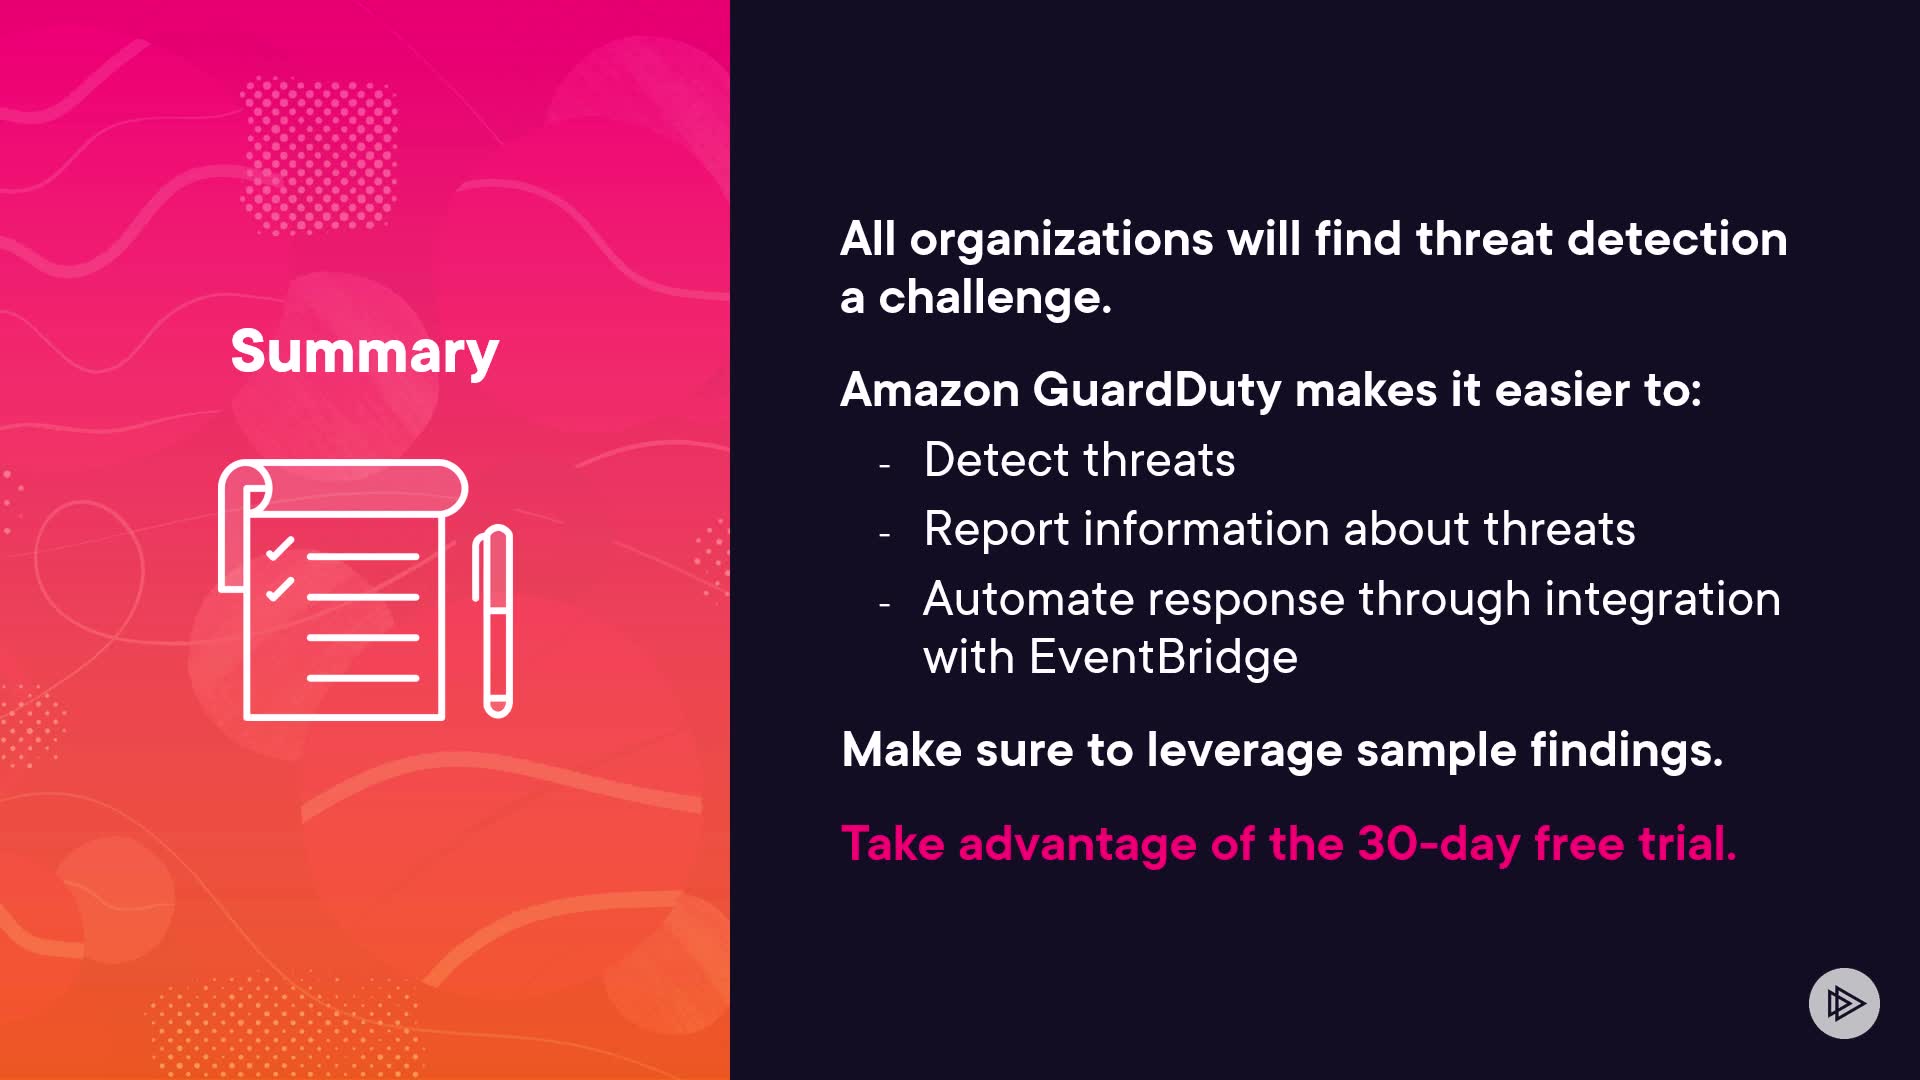 Summary
All organizations will find threat detection
a challenge.
Amazon GuardDuty makes it easier to:
- Detect threats
- Report information about threats
- Automate response through integration
with EventBridge
Make sure to leverage sample findings.
Take advantage of the 30-day free trial.